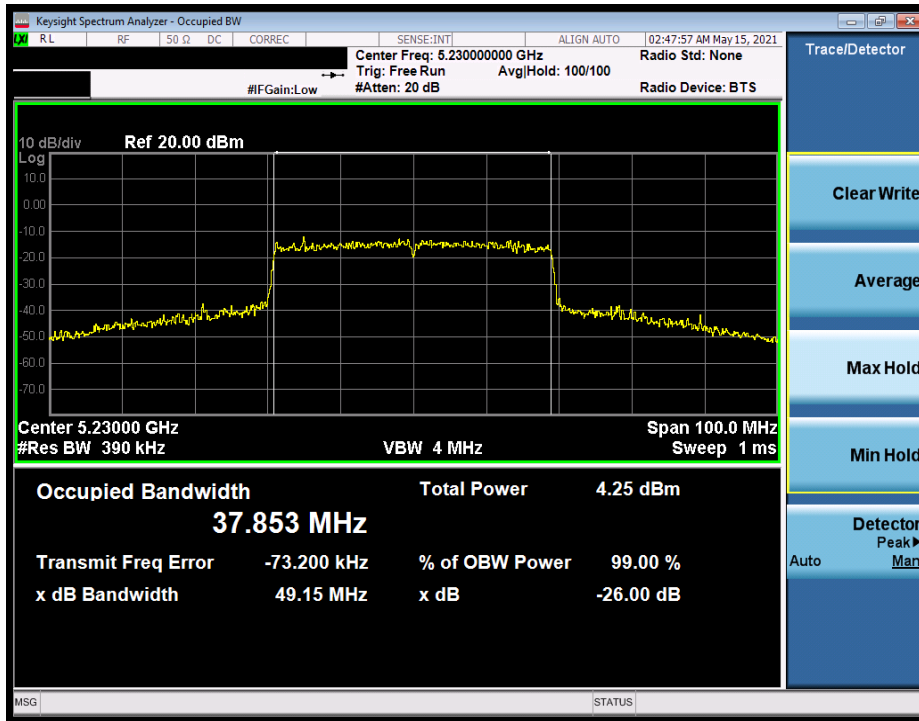 Keysight Spectrum Analyzer - Occupied BW
LXI RL RF 50 Ω DC CORREC SENSE:INT ALIGN AUTO 02:47:57 AM May 15, 2021
Center Freq: 5.230000000 GHz Radio Std: None
Trig: Free Run Avg|Hold: 100/100
#IFGain:Low #Atten: 20 dB Radio Device: BTS
10 dB/div Ref 20.00 dBm
Log
10.0
0.00
-10.0
-20.0
-30.0
-40.0
-50.0
-60.0
-70.0
Center 5.23000 GHz Span 100.0 MHz
#Res BW 390 kHz VBW 4 MHz Sweep 1 ms
Occupied Bandwidth Total Power 4.25 dBm
37.853 MHz
Transmit Freq Error -73.200 kHz % of OBW Power 99.00 %
x dB Bandwidth 49.15 MHz x dB -26.00 dB
MSG STATUS
Trace/Detector
Clear Write
Average
Max Hold
Min Hold
Detector
Peak▶
Auto Man